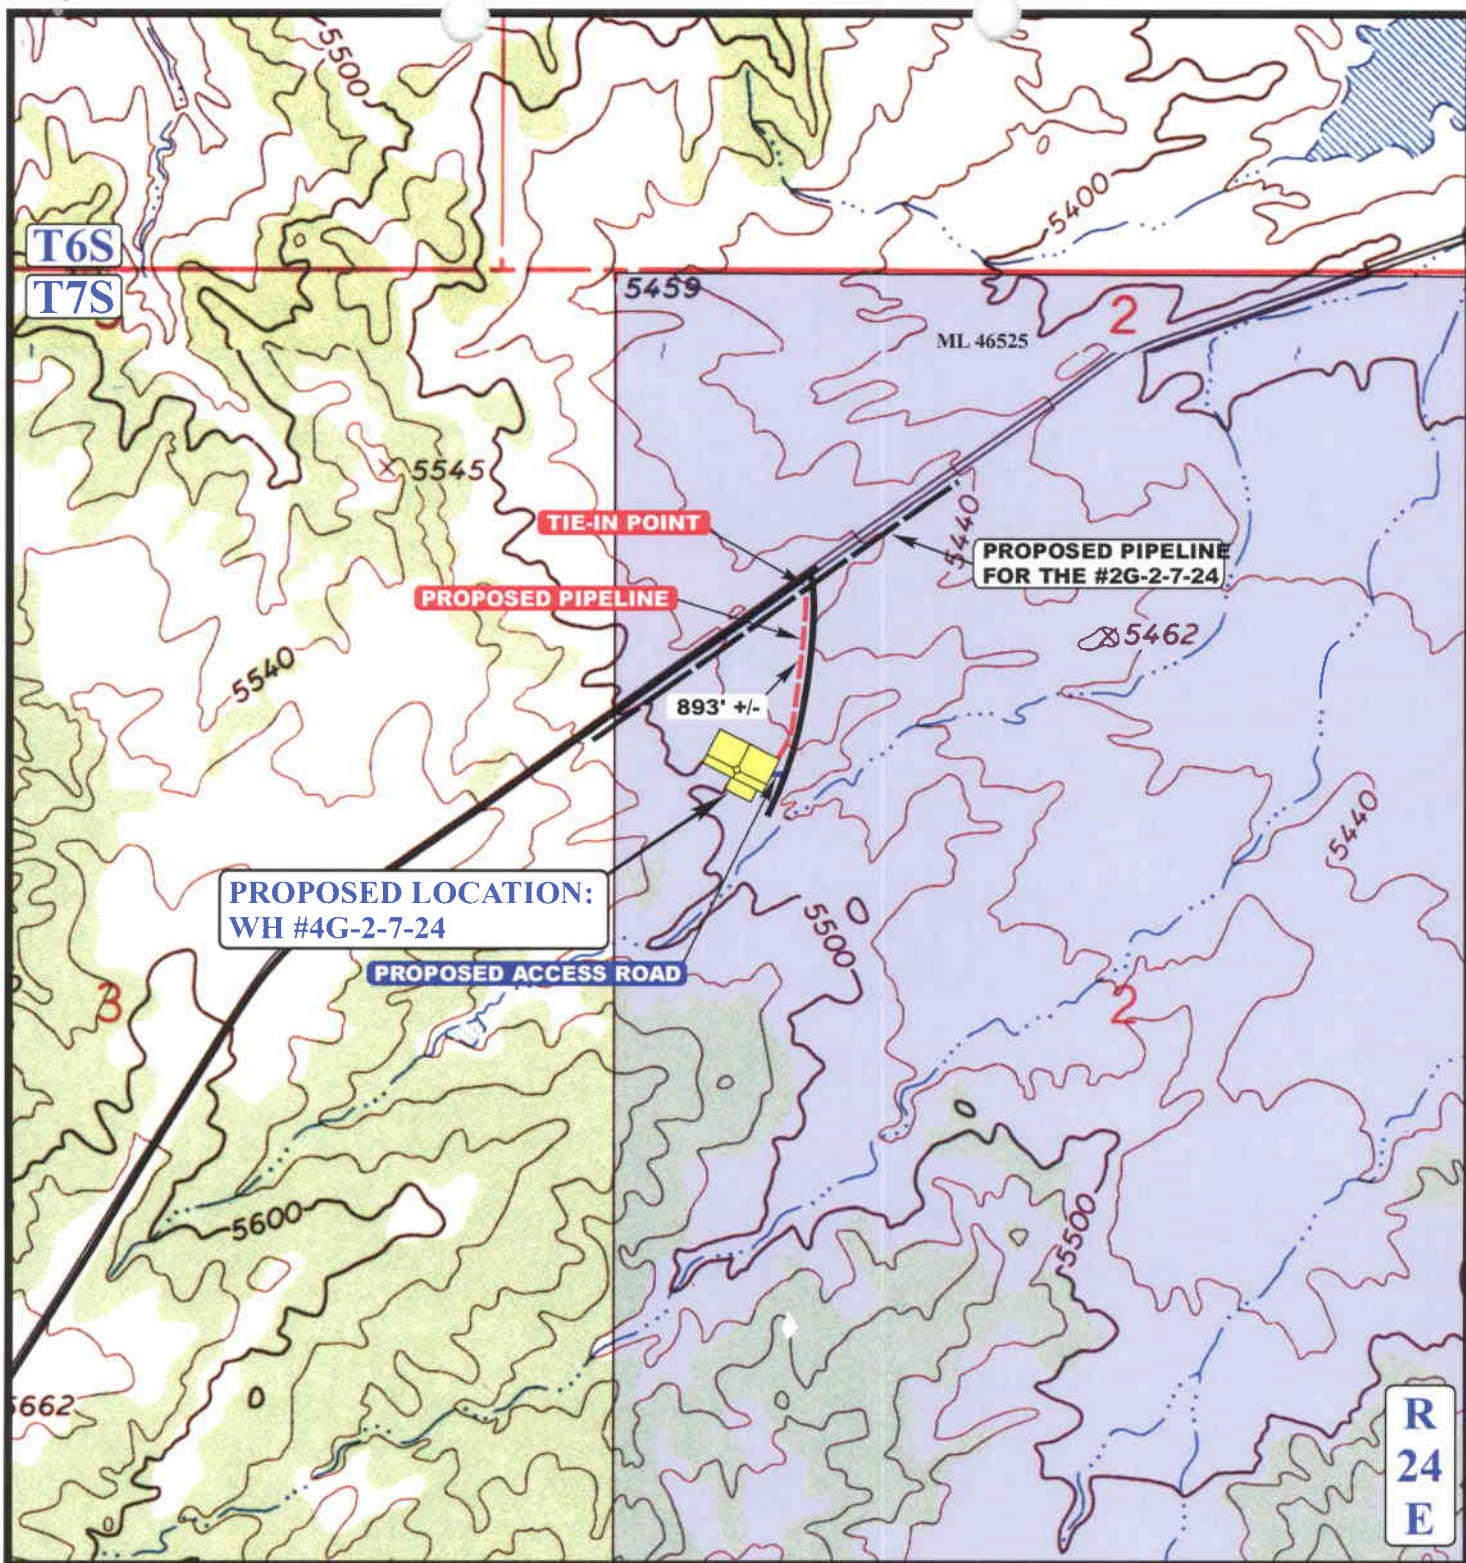 5500
5400
T6S
T7S
5459
2
ML 46525
5545
TIE-IN POINT
5440
PROPOSED PIPELINE
FOR THE #2G-2-7-24
PROPOSED PIPELINE
5462
5540
893' +/-
5440
PROPOSED LOCATION:
WH #4G-2-7-24
5500
PROPOSED ACCESS ROAD
3
2
5600
5500
5662
R
24
E